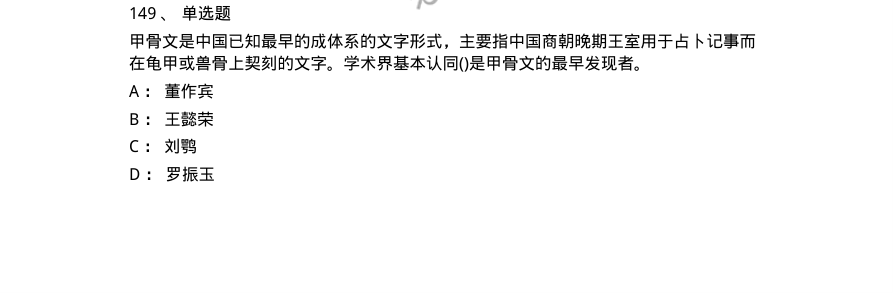 149、 单选题
甲骨文是中国已知最早的成体系的文字形式，主要指中国商朝晚期王室用于占卜记事而
在龟甲或兽骨上契刻的文字。学术界基本认同()是甲骨文的最早发现者。
A： 董作宾
B： 王懿荣
C： 刘鹗
D： 罗振玉